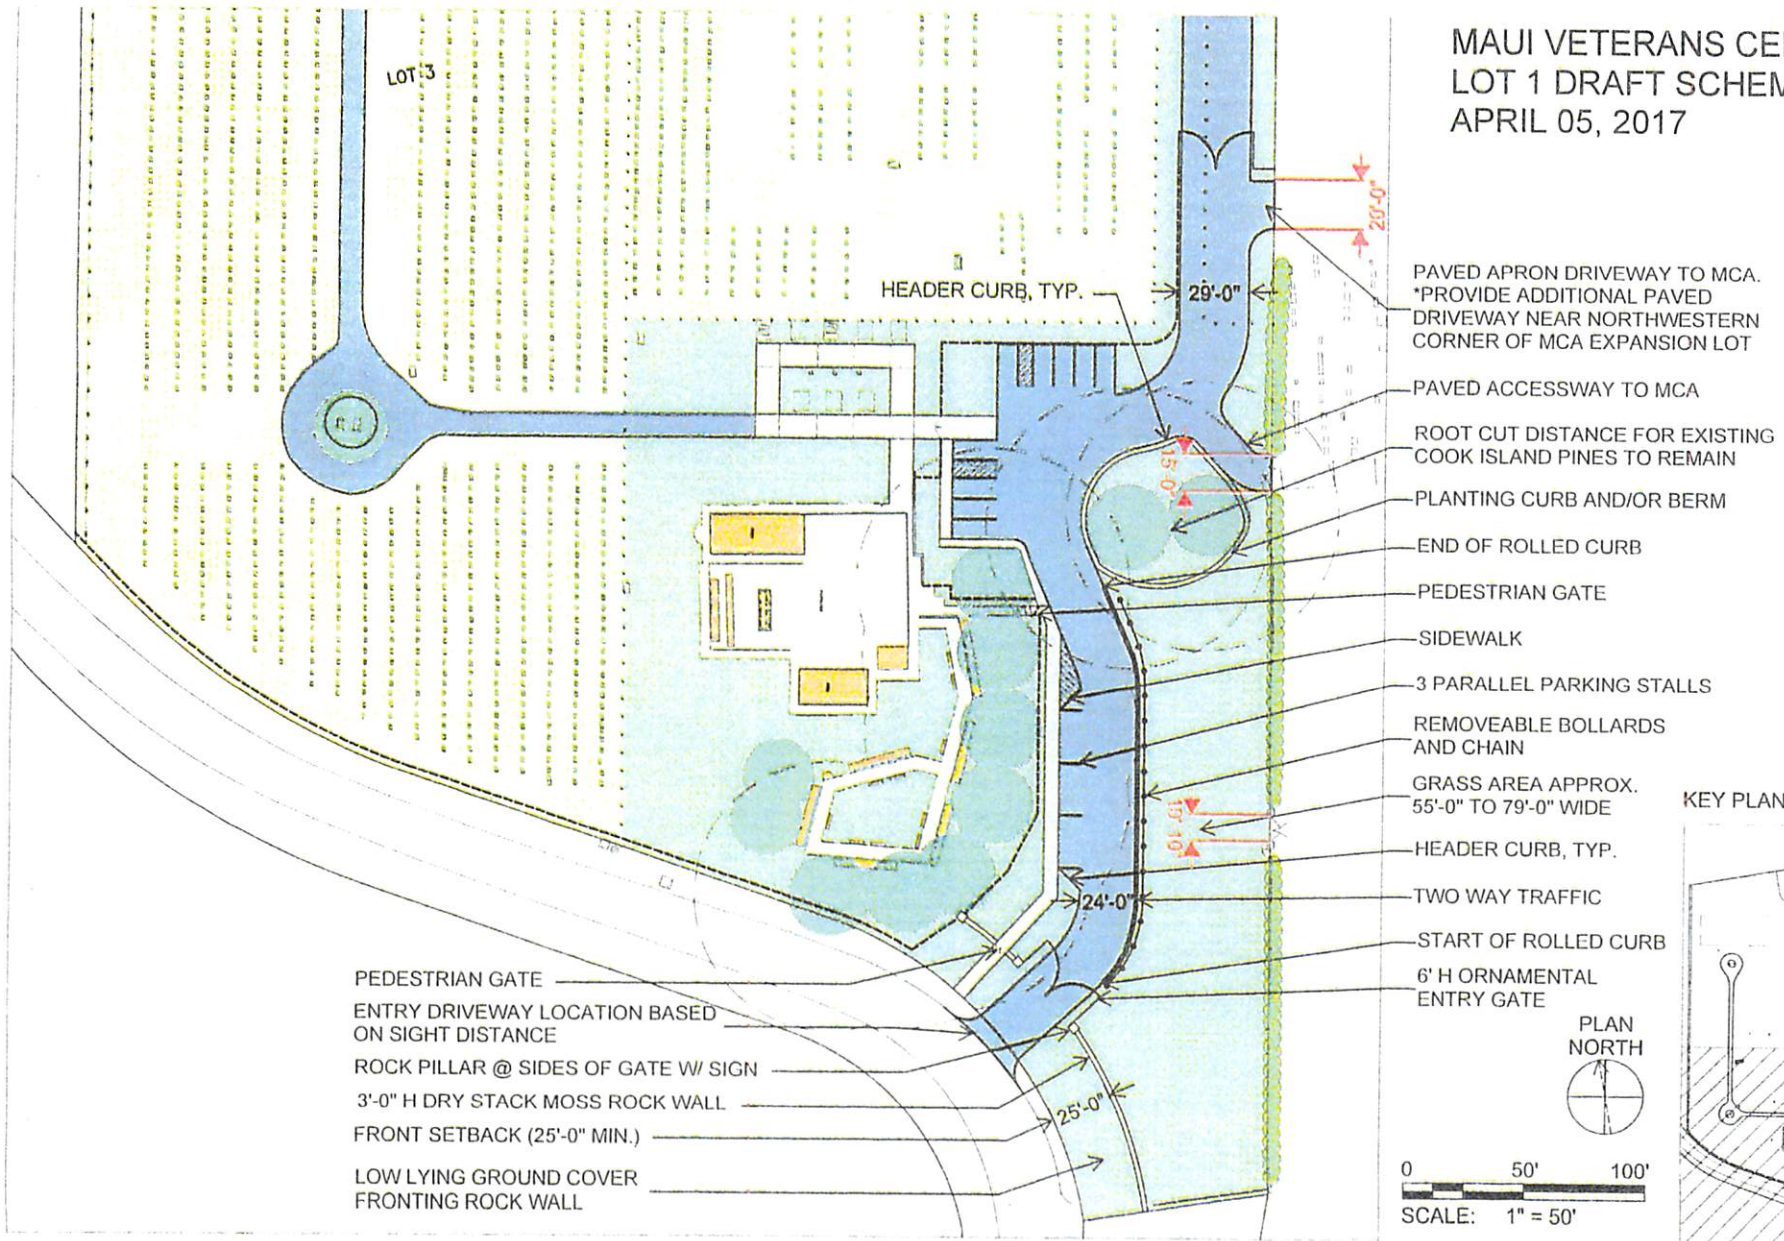 MAUI VETERANS
LOT 1 DRAFT
APRIL 05, 2017
LOT 3
20'-0"
HEADER CURB, TYP.
29'-0"
PAVED APRON DRIVEWAY TO MCA.
*PROVIDE ADDITIONAL PAVED
DRIVEWAY NEAR NORTHWESTERN
CORNER OF MCA EXPANSION LOT
PAVED ACCESSWAY TO MCA
ROOT CUT DISTANCE FOR EXISTING
COOK ISLAND PINES TO REMAIN
15'-0"
PLANTING CURB AND/OR BERM
END OF ROLLED CURB
PEDESTRIAN GATE
SIDEWALK
3 PARALLEL PARKING STALLS
REMOVEABLE BOLLARDS
AND CHAIN
GRASS AREA APPROX.
55'-0" TO 79'-0" WIDE
HEADER CURB, TYP.
24'-0"
TWO WAY TRAFFIC
START OF ROLLED CURB
6' H ORNAMENTAL
ENTRY GATE
PEDESTRIAN GATE
ENTRY DRIVEWAY LOCATION BASED
ON SIGHT DISTANCE
ROCK PILLAR @ SIDES OF GATE W/ SIGN
3'-0" H DRY STACK MOSS ROCK WALL
FRONT SETBACK (25'-0" MIN.)
25'-0"
LOW LYING GROUND COVER
FRONTING ROCK WALL
KEY PLAN
PLAN
NORTH
0 50' 100'
SCALE: 1" = 50'